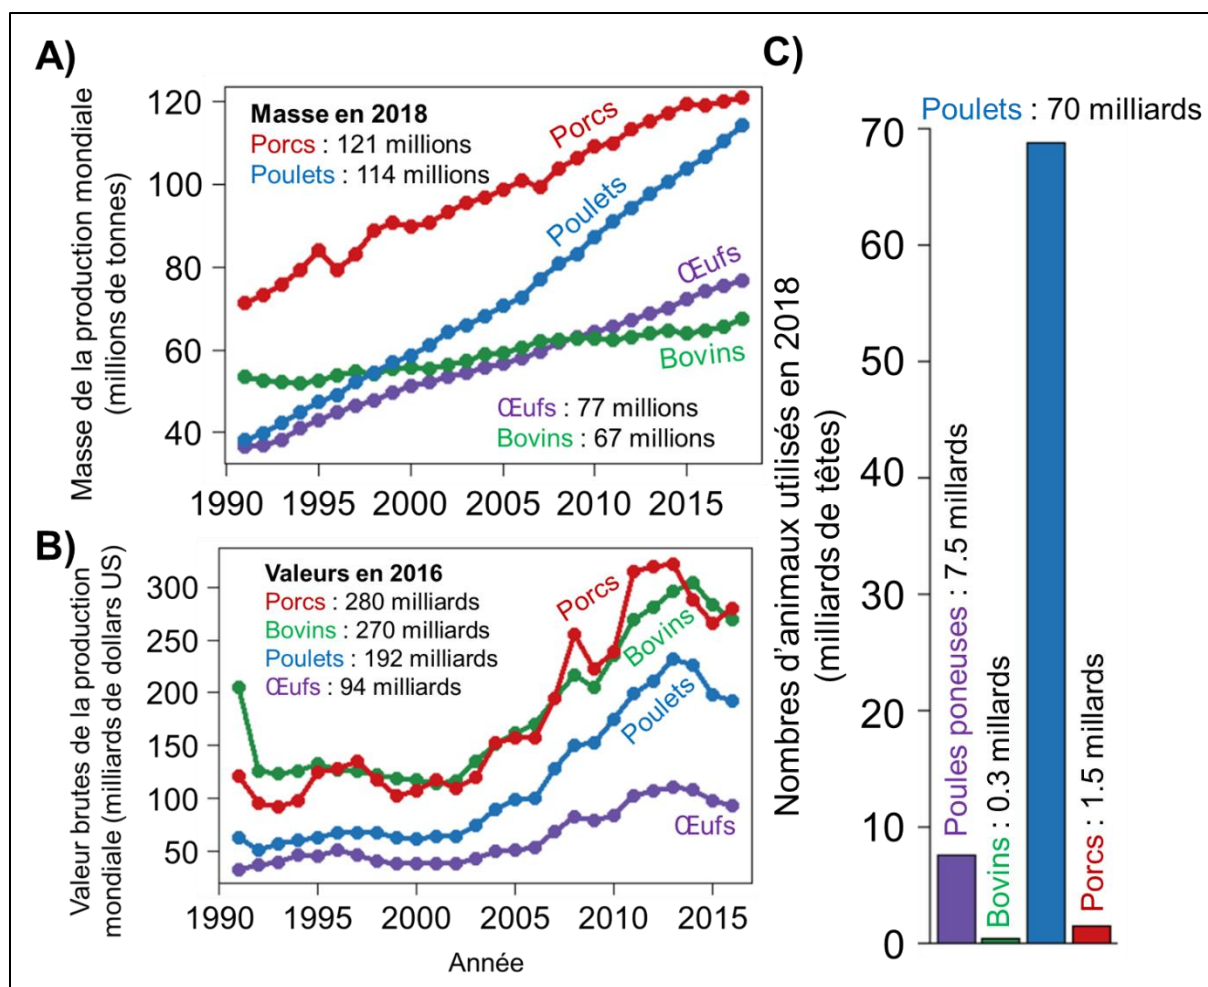 A)
Masse de la production mondiale
(millions de tonnes)
120
100
80
60
40
Masse en 2018
Porcs : 121 millions
Poulets : 114 millions
Porcs
Poulets
Œufs
Bovins
Œufs : 77 millions
Bovins : 67 millions
1990
1995
2000
2005
2010
2015
B)
Valeur brutes de la production
mondiale (milliards de dollars US)
300
250
200
150
100
50
Valeurs en 2016
Porcs : 280 milliards
Bovins : 270 milliards
Poulets : 192 milliards
Œufs : 94 milliards
Porcs
Bovins
Poulets
Œufs
1990
1995
2000
2005
2010
2015
Année
C)
Nombres d’animaux utilisés en 2018
(milliards de têtes)
Poulets : 70 milliards
70
60
50
40
30
20
10
0
Poules poneuses : 7.5 millards
Bovins : 0.3 millard
Porcs : 1.5 millards